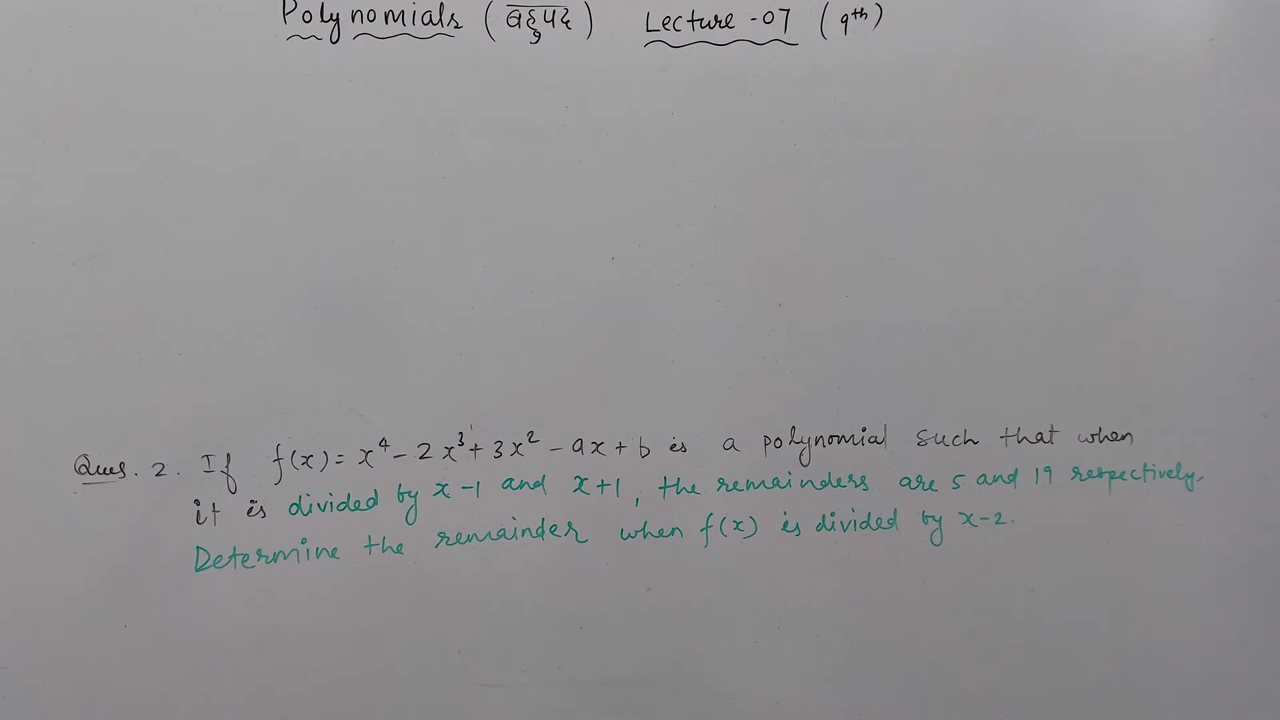 Polynomials (बहुपद) Lecture -07 (9th)
Ques. 2. If f(x) = x⁴ - 2x³ + 3x² - ax + b is a polynomial such that when
it is divided by x-1 and x+1, the remainders are 5 and 19 respectively.
Determine the remainder when f(x) is divided by x-2.